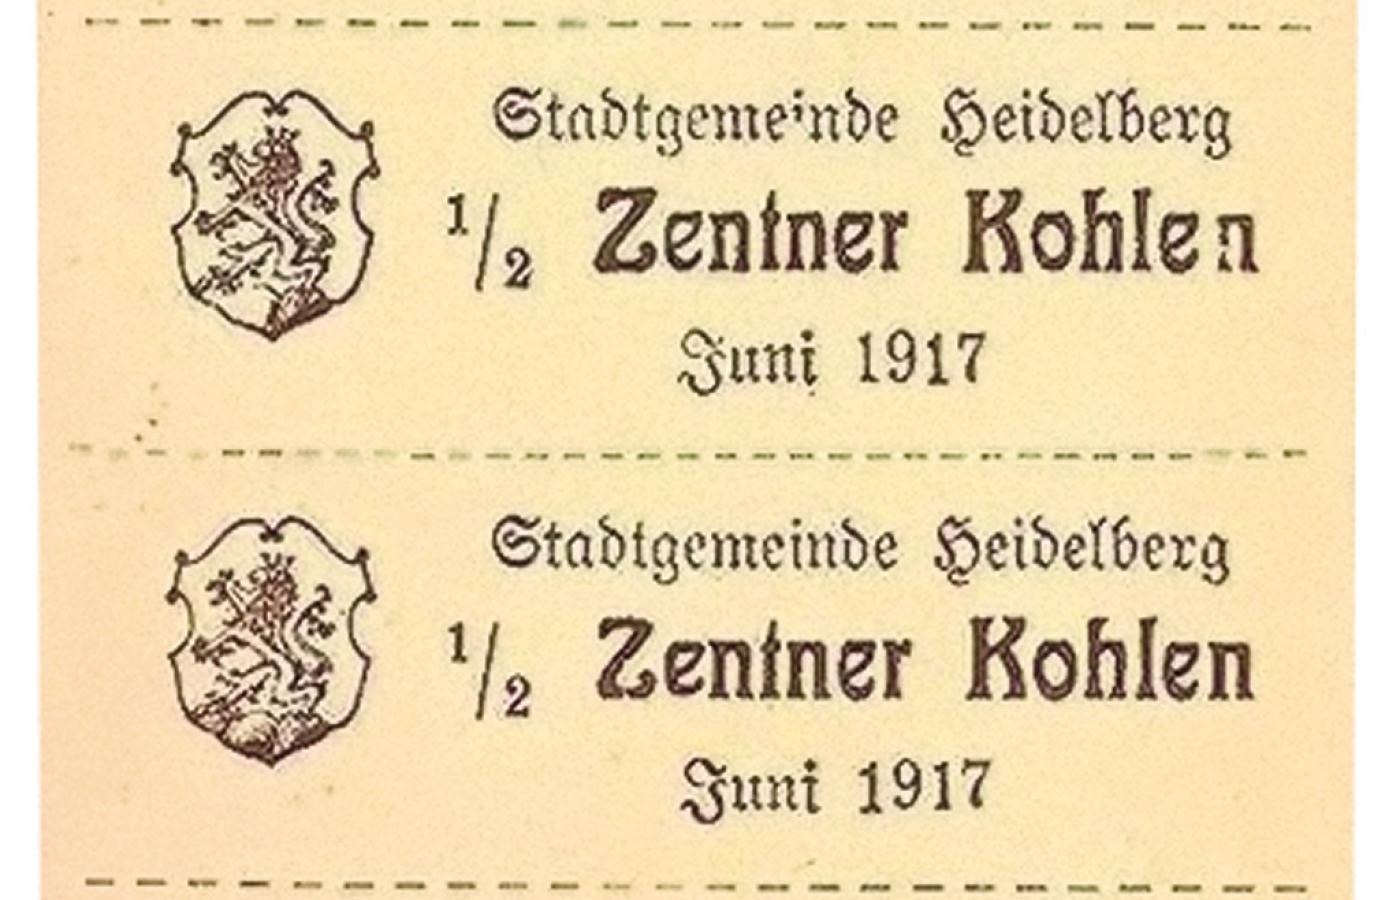 Stadtgemeinde Heidelberg
1/2 Zentner Kohlen
Juni 1917
Stadtgemeinde Heidelberg
1/2 Zentner Kohlen
Juni 1917